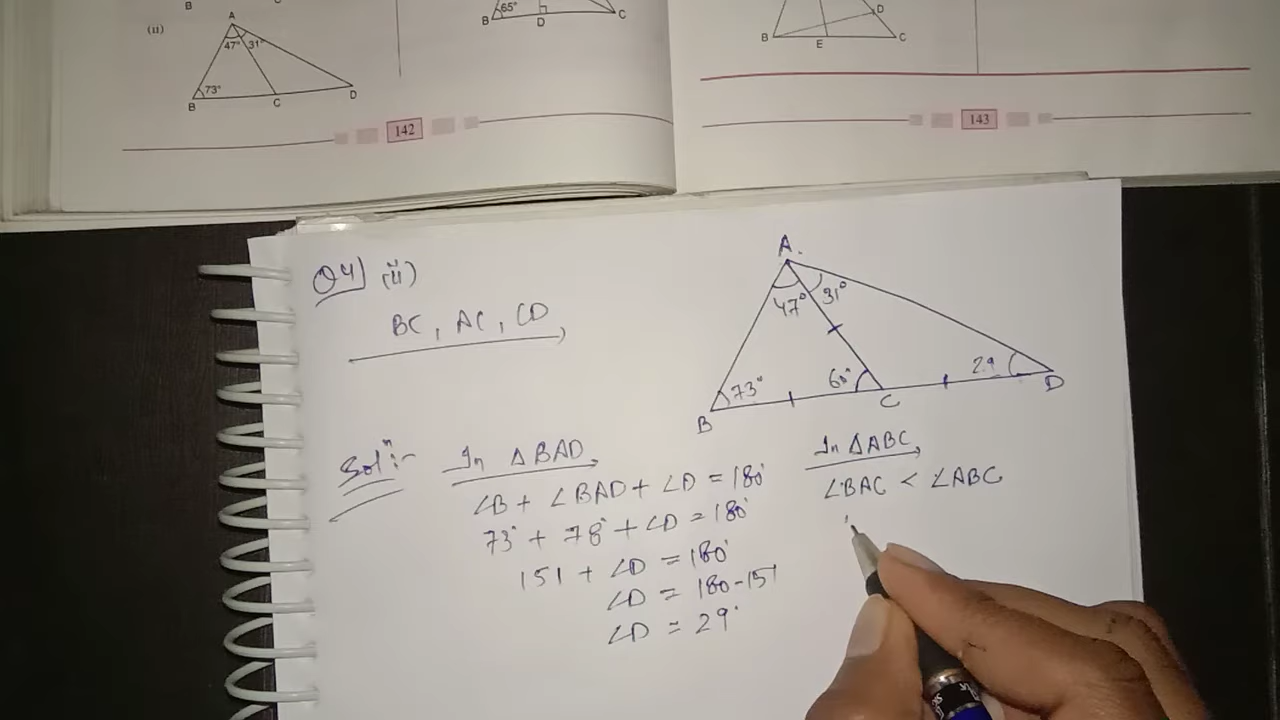 B
A
(ii)
47° 31°
73°
B
C
D
65°
B
D
C
D
B
E
C
142
143
Q4) (ii)
BC, AC, CD,
A.
47°
31°
73°
60°
29
B
C
D
Solⁿ:-
In ΔBAD,
∠B + ∠BAD + ∠D = 180°
73° + 78° + ∠D = 180°
151 + ∠D = 180°
∠D = 180-151
∠D = 29°
In ΔABC,
∠BAC < ∠ABC